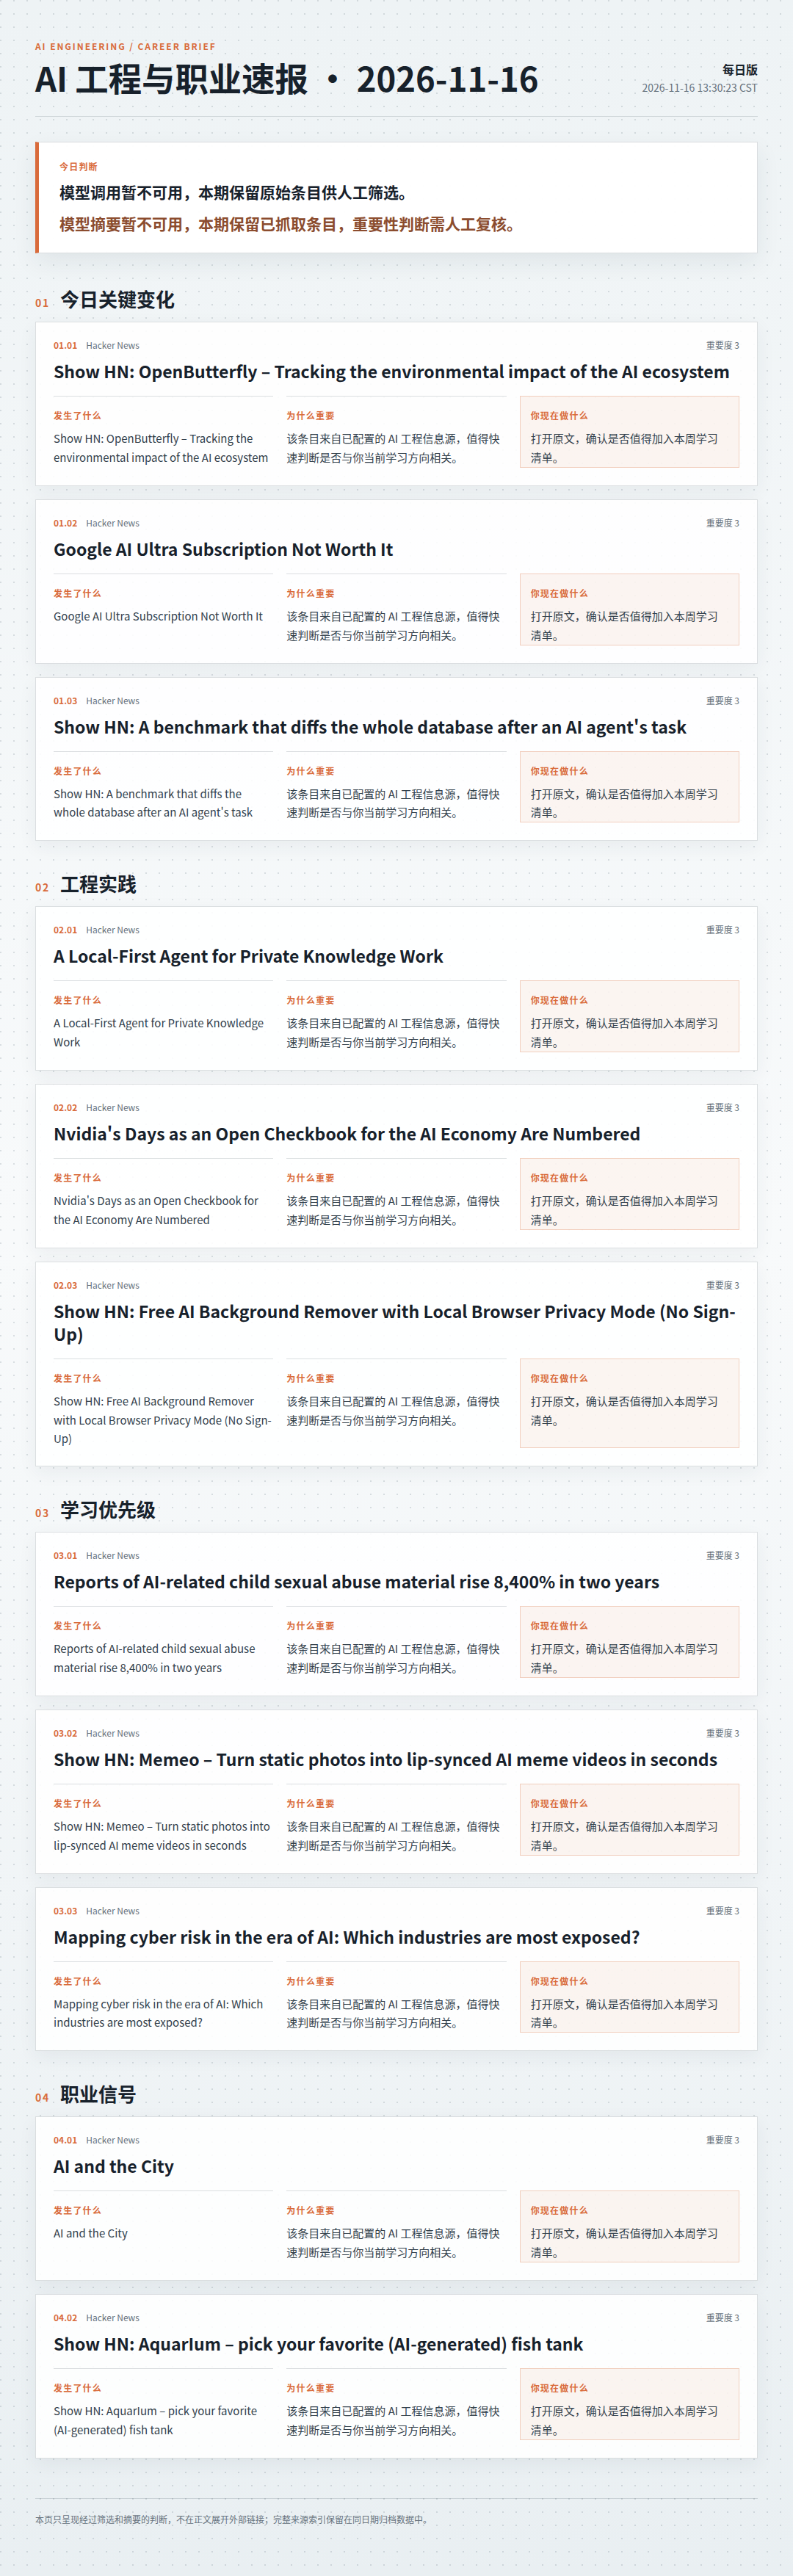 AI ENGINEERING / CAREER BRIEF
AI 工程与职业速报 · 2026-11-16
每日版
2026-11-16 13:30:23 CST
今日判断
模型调用暂不可用，本期保留原始条目供人工筛选。
模型摘要暂不可用，本期保留已抓取条目，重要性判断需人工复核。
01 今日关键变化
01.01 Hacker News 重要度 3
Show HN: OpenButterfly – Tracking the environmental impact of the AI ecosystem
发生了什么
Show HN: OpenButterfly – Tracking the
environmental impact of the AI ecosystem
为什么重要
该条目来自已配置的 AI 工程信息源，值得快
速判断是否与你当前学习方向相关。
你现在做什么
打开原文，确认是否值得加入本周学习
清单。
01.02 Hacker News 重要度 3
Google AI Ultra Subscription Not Worth It
发生了什么
Google AI Ultra Subscription Not Worth It
为什么重要
该条目来自已配置的 AI 工程信息源，值得快
速判断是否与你当前学习方向相关。
你现在做什么
打开原文，确认是否值得加入本周学习
清单。
01.03 Hacker News 重要度 3
Show HN: A benchmark that diffs the whole database after an AI agent's task
发生了什么
Show HN: A benchmark that diffs the
whole database after an AI agent's task
为什么重要
该条目来自已配置的 AI 工程信息源，值得快
速判断是否与你当前学习方向相关。
你现在做什么
打开原文，确认是否值得加入本周学习
清单。
02 工程实践
02.01 Hacker News 重要度 3
A Local-First Agent for Private Knowledge Work
发生了什么
A Local-First Agent for Private Knowledge
Work
为什么重要
该条目来自已配置的 AI 工程信息源，值得快
速判断是否与你当前学习方向相关。
你现在做什么
打开原文，确认是否值得加入本周学习
清单。
02.02 Hacker News 重要度 3
Nvidia's Days as an Open Checkbook for the AI Economy Are Numbered
发生了什么
Nvidia's Days as an Open Checkbook for
the AI Economy Are Numbered
为什么重要
该条目来自已配置的 AI 工程信息源，值得快
速判断是否与你当前学习方向相关。
你现在做什么
打开原文，确认是否值得加入本周学习
清单。
02.03 Hacker News 重要度 3
Show HN: Free AI Background Remover with Local Browser Privacy Mode (No Sign-
Up)
发生了什么
Show HN: Free AI Background Remover
with Local Browser Privacy Mode (No Sign-
Up)
为什么重要
该条目来自已配置的 AI 工程信息源，值得快
速判断是否与你当前学习方向相关。
你现在做什么
打开原文，确认是否值得加入本周学习
清单。
03 学习优先级
03.01 Hacker News 重要度 3
Reports of AI-related child sexual abuse material rise 8,400% in two years
发生了什么
Reports of AI-related child sexual abuse
material rise 8,400% in two years
为什么重要
该条目来自已配置的 AI 工程信息源，值得快
速判断是否与你当前学习方向相关。
你现在做什么
打开原文，确认是否值得加入本周学习
清单。
03.02 Hacker News 重要度 3
Show HN: Memeo – Turn static photos into lip-synced AI meme videos in seconds
发生了什么
Show HN: Memeo – Turn static photos into
lip-synced AI meme videos in seconds
为什么重要
该条目来自已配置的 AI 工程信息源，值得快
速判断是否与你当前学习方向相关。
你现在做什么
打开原文，确认是否值得加入本周学习
清单。
03.03 Hacker News 重要度 3
Mapping cyber risk in the era of AI: Which industries are most exposed?
发生了什么
Mapping cyber risk in the era of AI: Which
industries are most exposed?
为什么重要
该条目来自已配置的 AI 工程信息源，值得快
速判断是否与你当前学习方向相关。
你现在做什么
打开原文，确认是否值得加入本周学习
清单。
04 职业信号
04.01 Hacker News 重要度 3
AI and the City
发生了什么
AI and the City
为什么重要
该条目来自已配置的 AI 工程信息源，值得快
速判断是否与你当前学习方向相关。
你现在做什么
打开原文，确认是否值得加入本周学习
清单。
04.02 Hacker News 重要度 3
Show HN: AquarIum – pick your favorite (AI-generated) fish tank
发生了什么
Show HN: AquarIum – pick your favorite
(AI-generated) fish tank
为什么重要
该条目来自已配置的 AI 工程信息源，值得快
速判断是否与你当前学习方向相关。
你现在做什么
打开原文，确认是否值得加入本周学习
清单。
本页只呈现经过筛选和摘要的判断，不在正文展开外部链接；完整来源索引保留在同日期归档数据中。